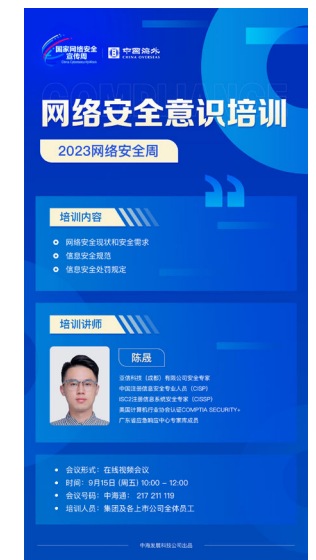 国家网络安全
宣传周
China Cybersecurity Week
中國海外
CHINA OVERSEAS
COMPLIANCE
网络安全意识培训
2023网络安全周
培训内容
网络安全现状和安全需求
信息安全规范
信息安全处罚规定
培训讲师
陈晟
亚信科技（成都）有限公司安全专家
中国注册信息安全专业人员（CISP）
ISC2注册信息系统安全专家（CISSP）
美国计算机行业协会认证COMPTIA SECURITY+
广东省应急响应中心专家库成员
会议形式：在线视频会议
时间：9月15日 (周五) 10:00 – 12:00
会议号码：中海通： 217 211 119
培训人员：集团及各上市公司全体员工
中海发展科技公司出品